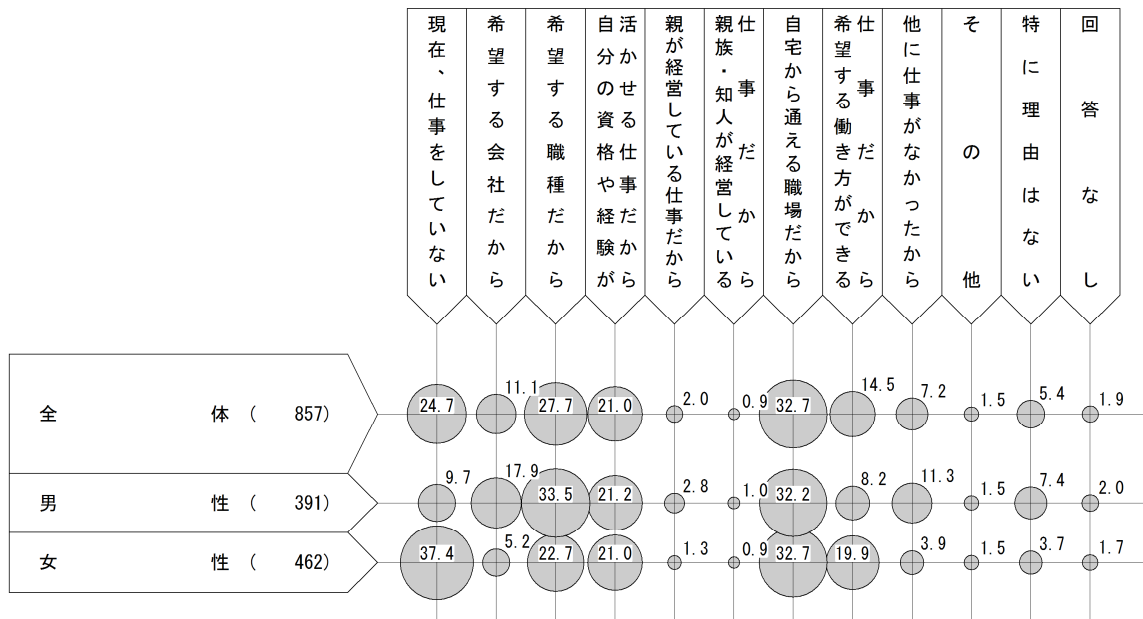 現在、仕事をしていない
希望する会社だから
希望する職種だから
自分の資格や経験が
活かせる仕事だから
親が経営している仕事だから
親族・知人が経営している
仕事だから
自宅から通える職場だから
希望する働き方ができる
仕事だから
他に仕事がなかったから
その他
特に理由はない
回答なし
全体（ 857） 24.7 11.1 27.7 21.0 2.0 0.9 32.7 14.5 7.2 1.5 5.4 1.9
男性（ 391） 9.7 17.9 33.5 21.2 2.8 1.0 32.2 8.2 11.3 1.5 7.4 2.0
女性（ 462） 37.4 5.2 22.7 21.0 1.3 0.9 32.7 19.9 3.9 1.5 3.7 1.7